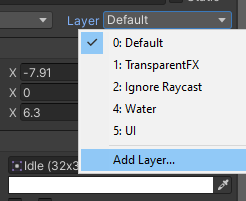 Layer Default
0: Default
1: TransparentFX
2: Ignore Raycast
4: Water
5: UI
Add Layer...
X -7.91
X 0
X 6.3
Idle (32x3